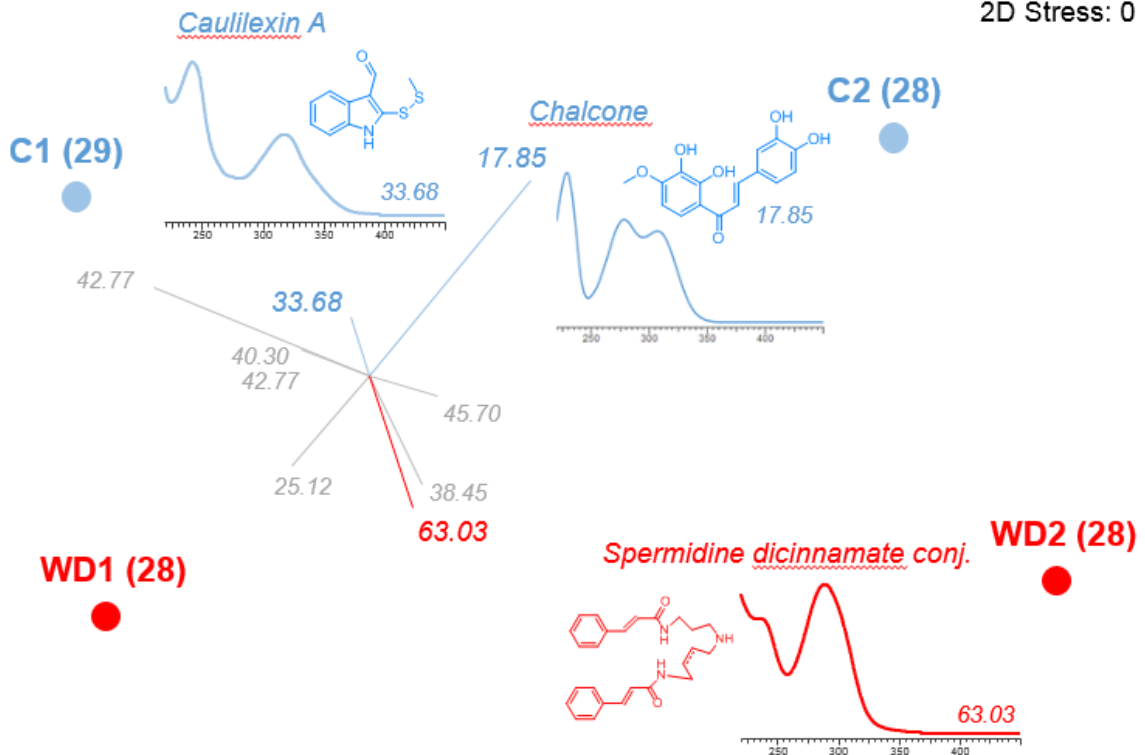 2D Stress: 0
Caulilexin A
O
S
S
N
H
33.68
250 300 350 400
C1 (29)
Chalcone
C2 (28)
17.85
OH
OH
OH
OH
O
O
17.85
250 300 350 400
42.77
33.68
40.30
42.77
45.70
25.12
38.45
63.03
WD1 (28)
Spermidine dicinnamate conj.
WD2 (28)
O
N
H
NH
H
N
O
63.03
250 300 350 400